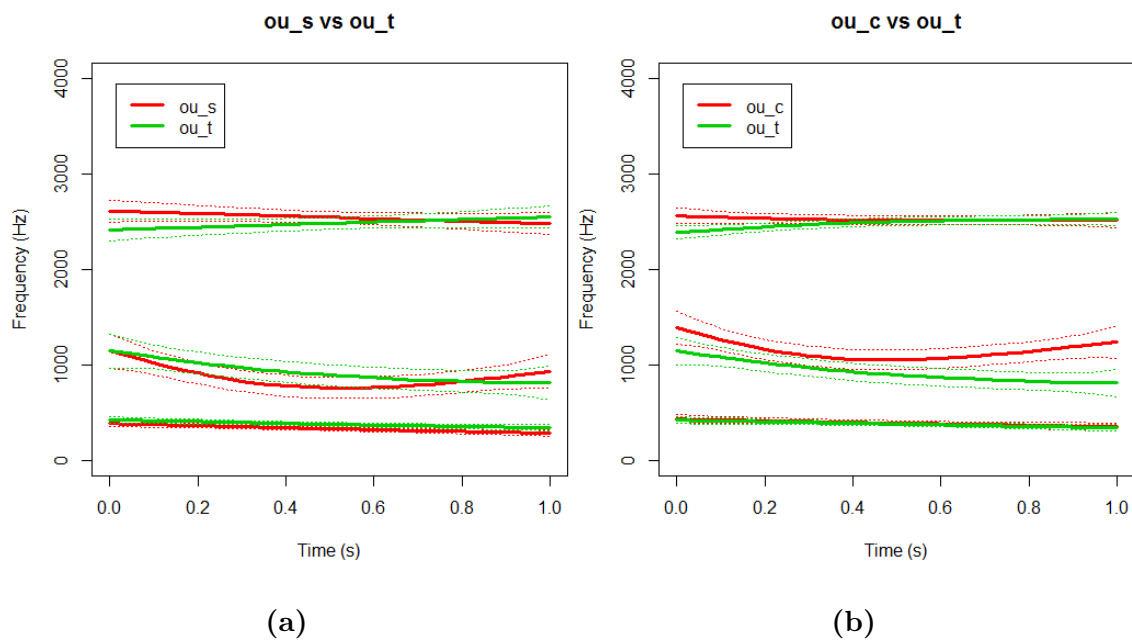 ou_s vs ou_t
4000
3000
2000
1000
0
Frequency (Hz)
ou_s
ou_t
0.0 0.2 0.4 0.6 0.8 1.0
Time (s)
(a)
ou_c vs ou_t
4000
3000
2000
1000
0
Frequency (Hz)
ou_c
ou_t
0.0 0.2 0.4 0.6 0.8 1.0
Time (s)
(b)